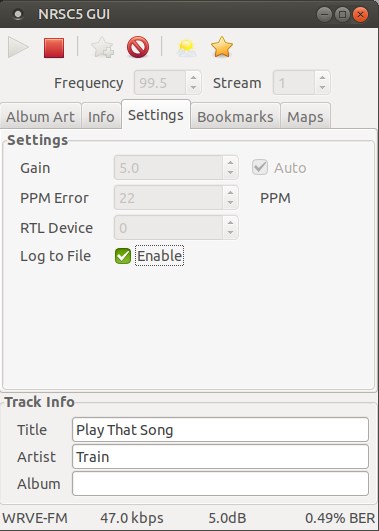 NRSC5 GUI
Frequency 99.5 Stream 1
Album Art Info Settings Bookmarks Maps
Settings
Gain 5.0 Auto
PPM Error 22 PPM
RTL Device 0
Log to File Enable
Track Info
Title Play That Song
Artist Train
Album
WRVE-FM 47.0 kbps 5.0dB 0.49% BER